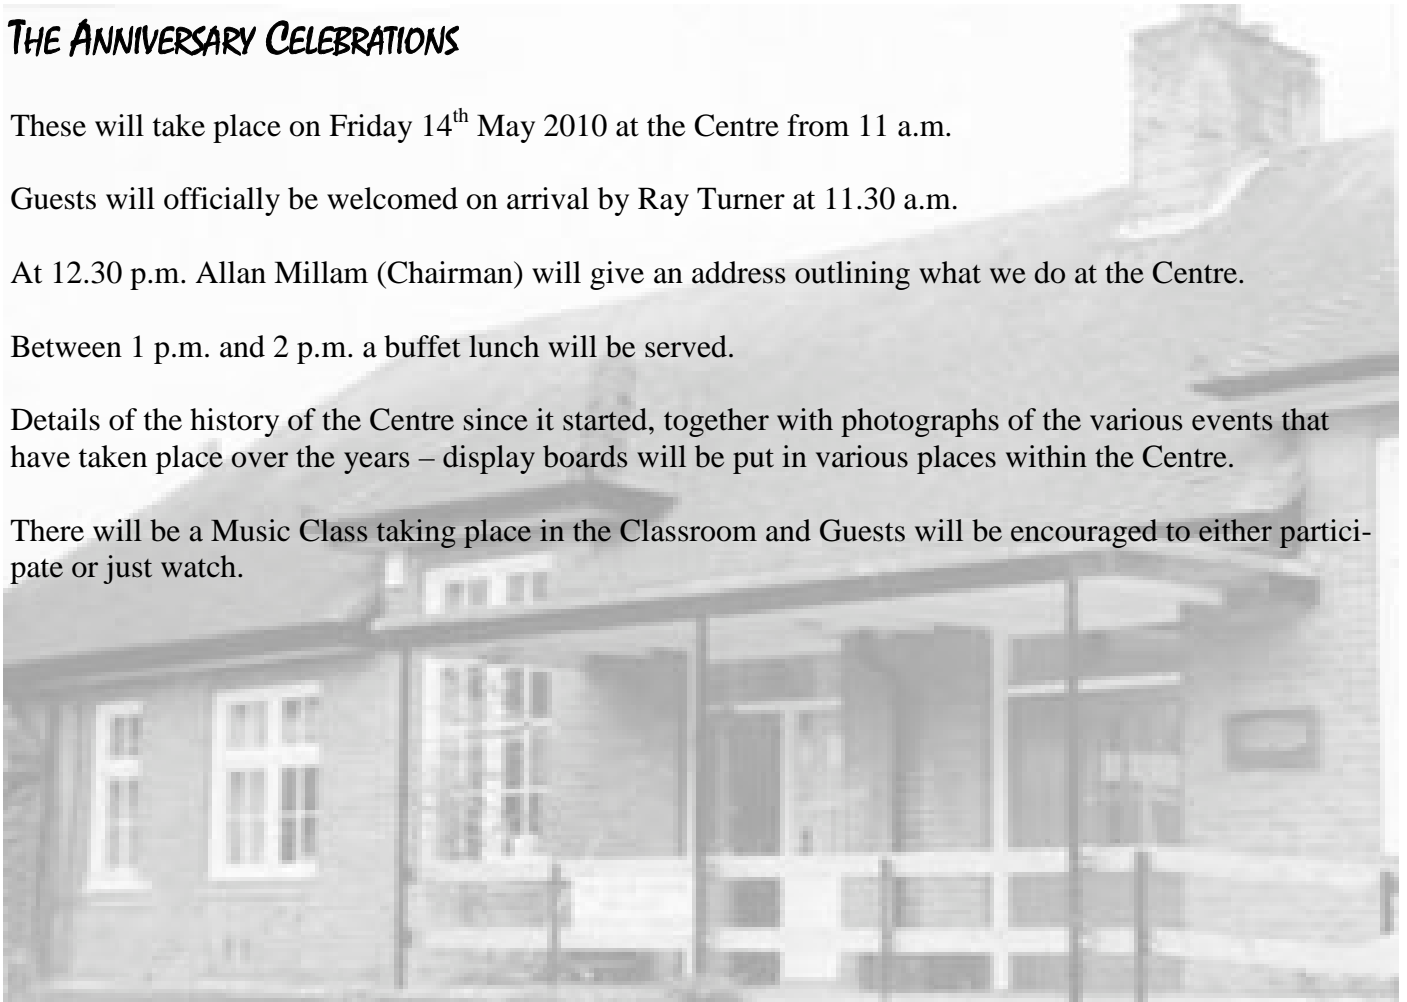 THE ANNIVERSARY CELEBRATIONS
These will take place on Friday 14th May 2010 at the Centre from 11 a.m.
Guests will officially be welcomed on arrival by Ray Turner at 11.30 a.m.
At 12.30 p.m. Allan Millam (Chairman) will give an address outlining what we do at the Centre.
Between 1 p.m. and 2 p.m. a buffet lunch will be served.
Details of the history of the Centre since it started, together with photographs of the various events that
have taken place over the years – display boards will be put in various places within the Centre.
There will be a Music Class taking place in the Classroom and Guests will be encouraged to either partici-
pate or just watch.